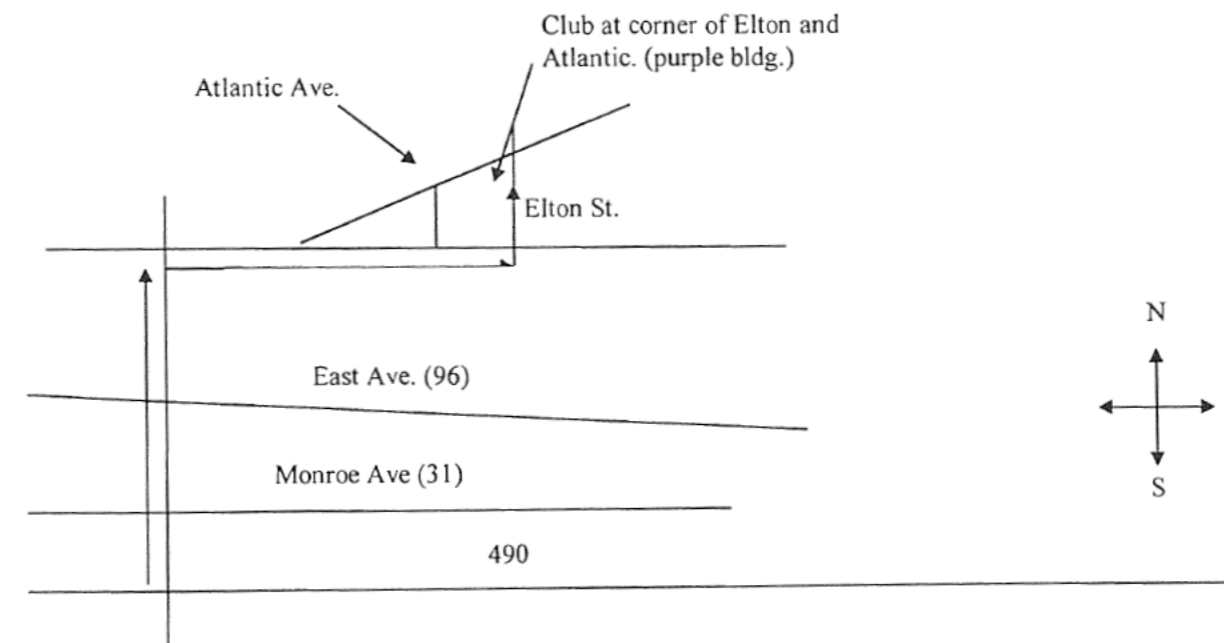 Club at corner of Elton and
Atlantic. (purple bldg.)
Atlantic Ave.
Elton St.
N
East Ave. (96)
Monroe Ave (31)
S
490